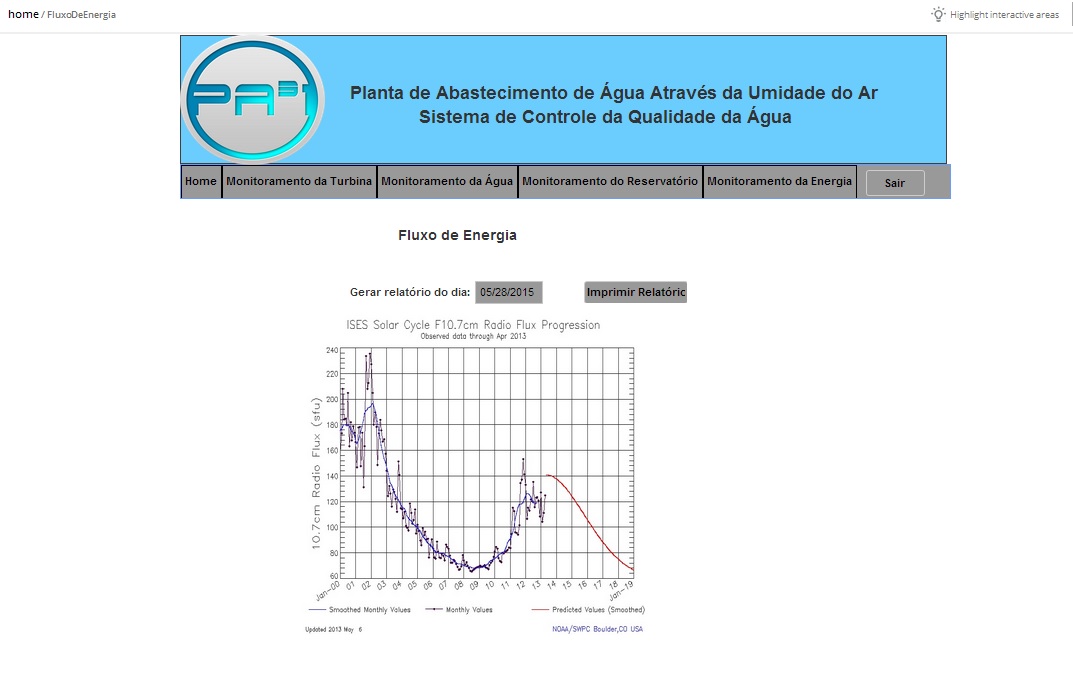 home / FluxoDeEnergia
Highlight interactive areas
PA31
Planta de Abastecimento de Água Através da Umidade do Ar
Sistema de Controle da Qualidade da Água
Home Monitoramento da Turbina Monitoramento da Água Monitoramento do Reservatório Monitoramento da Energia Sair
Fluxo de Energia
Gerar relatório do dia: 05/28/2015 Imprimir Relatóric
ISES Solar Cycle F10.7cm Radio Flux Progression
Observed data through Apr 2013
10.7cm Radio Flux (sfu)
240
220
200
180
160
140
120
100
80
60
Jan-00 01 02 03 04 05 06 07 08 09 10 11 12 13 14 15 16 17 18 Jan-19
Smoothed Monthly Values Monthly Values Predicted Values (Smoothed)
Updated 2013 May 6 NOAA/SWPC Boulder,CO USA